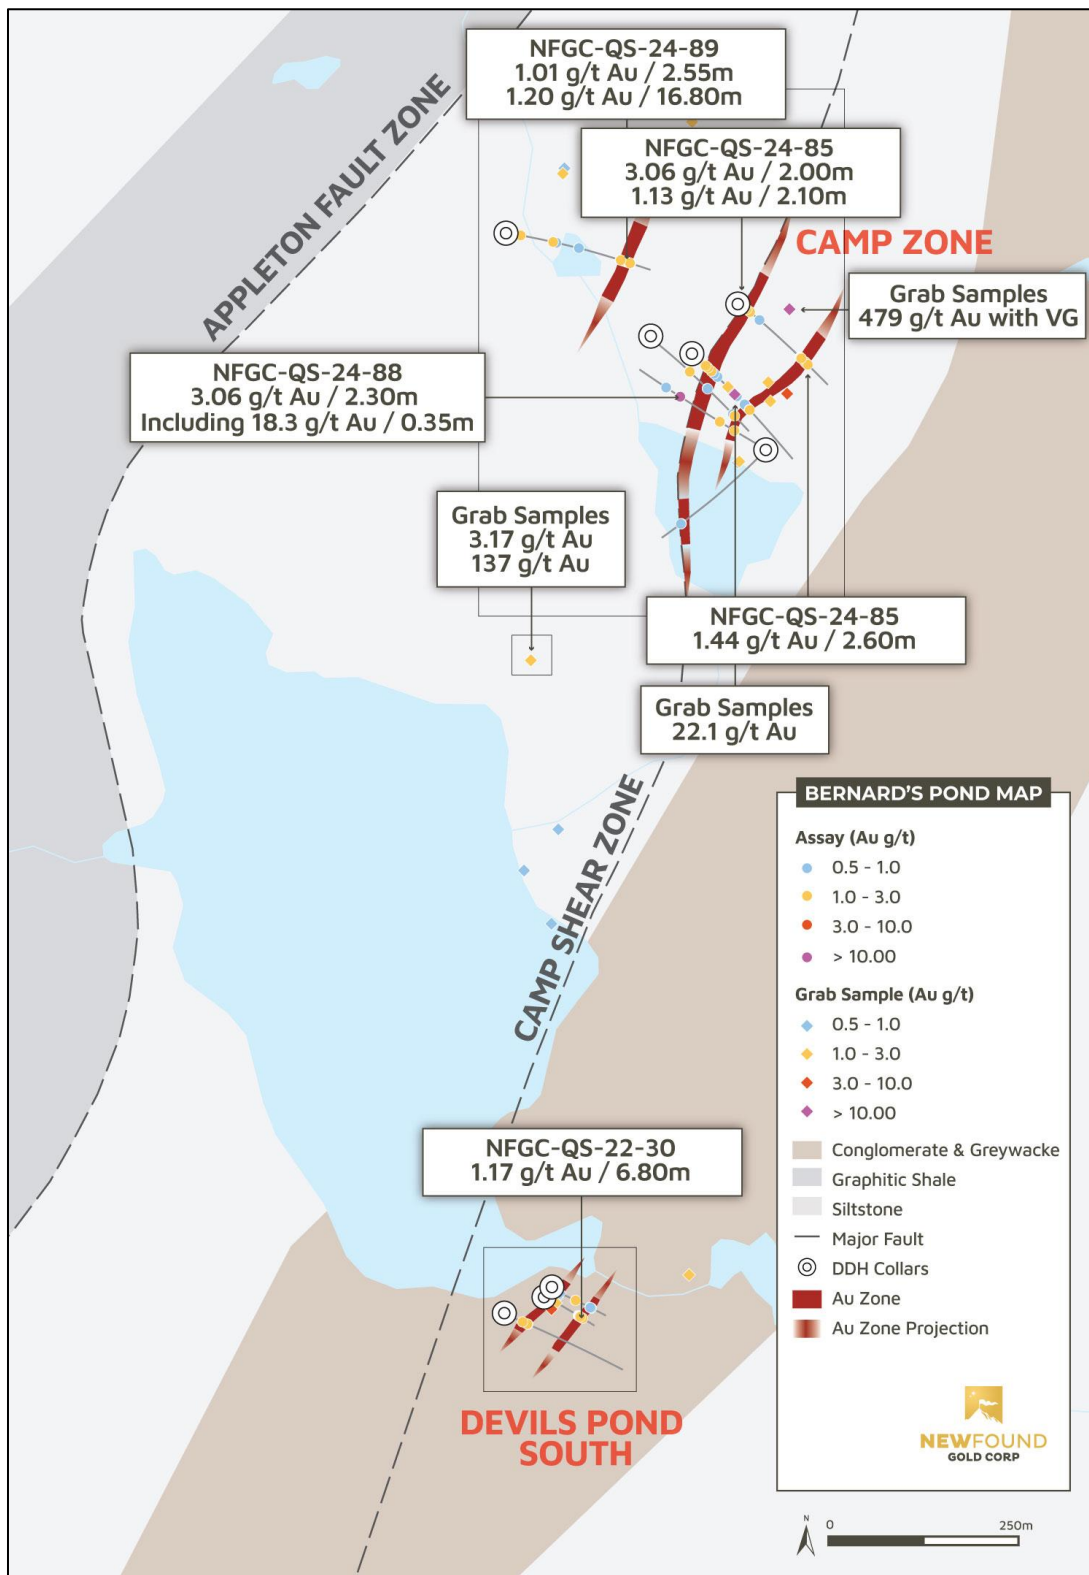 NFGC-QS-24-89
1.01 g/t Au / 2.55m
1.20 g/t Au / 16.80m
NFGC-QS-24-85
3.06 g/t Au / 2.00m
1.13 g/t Au / 2.10m
APPLETON FAULT ZONE
CAMP ZONE
Grab Samples
479 g/t Au with VG
NFGC-QS-24-88
3.06 g/t Au / 2.30m
Including 18.3 g/t Au / 0.35m
Grab Samples
3.17 g/t Au
137 g/t Au
NFGC-QS-24-85
1.44 g/t Au / 2.60m
Grab Samples
22.1 g/t Au
CAMP SHEAR ZONE
NFGC-QS-22-30
1.17 g/t Au / 6.80m
DEVILS POND
SOUTH
BERNARD'S POND MAP
Assay (Au g/t)
0.5 - 1.0
1.0 - 3.0
3.0 - 10.0
> 10.00
Grab Sample (Au g/t)
0.5 - 1.0
1.0 - 3.0
3.0 - 10.0
> 10.00
Conglomerate & Greywacke
Graphitic Shale
Siltstone
Major Fault
DDH Collars
Au Zone
Au Zone Projection
NEWFOUND
GOLD CORP
N
0 250m